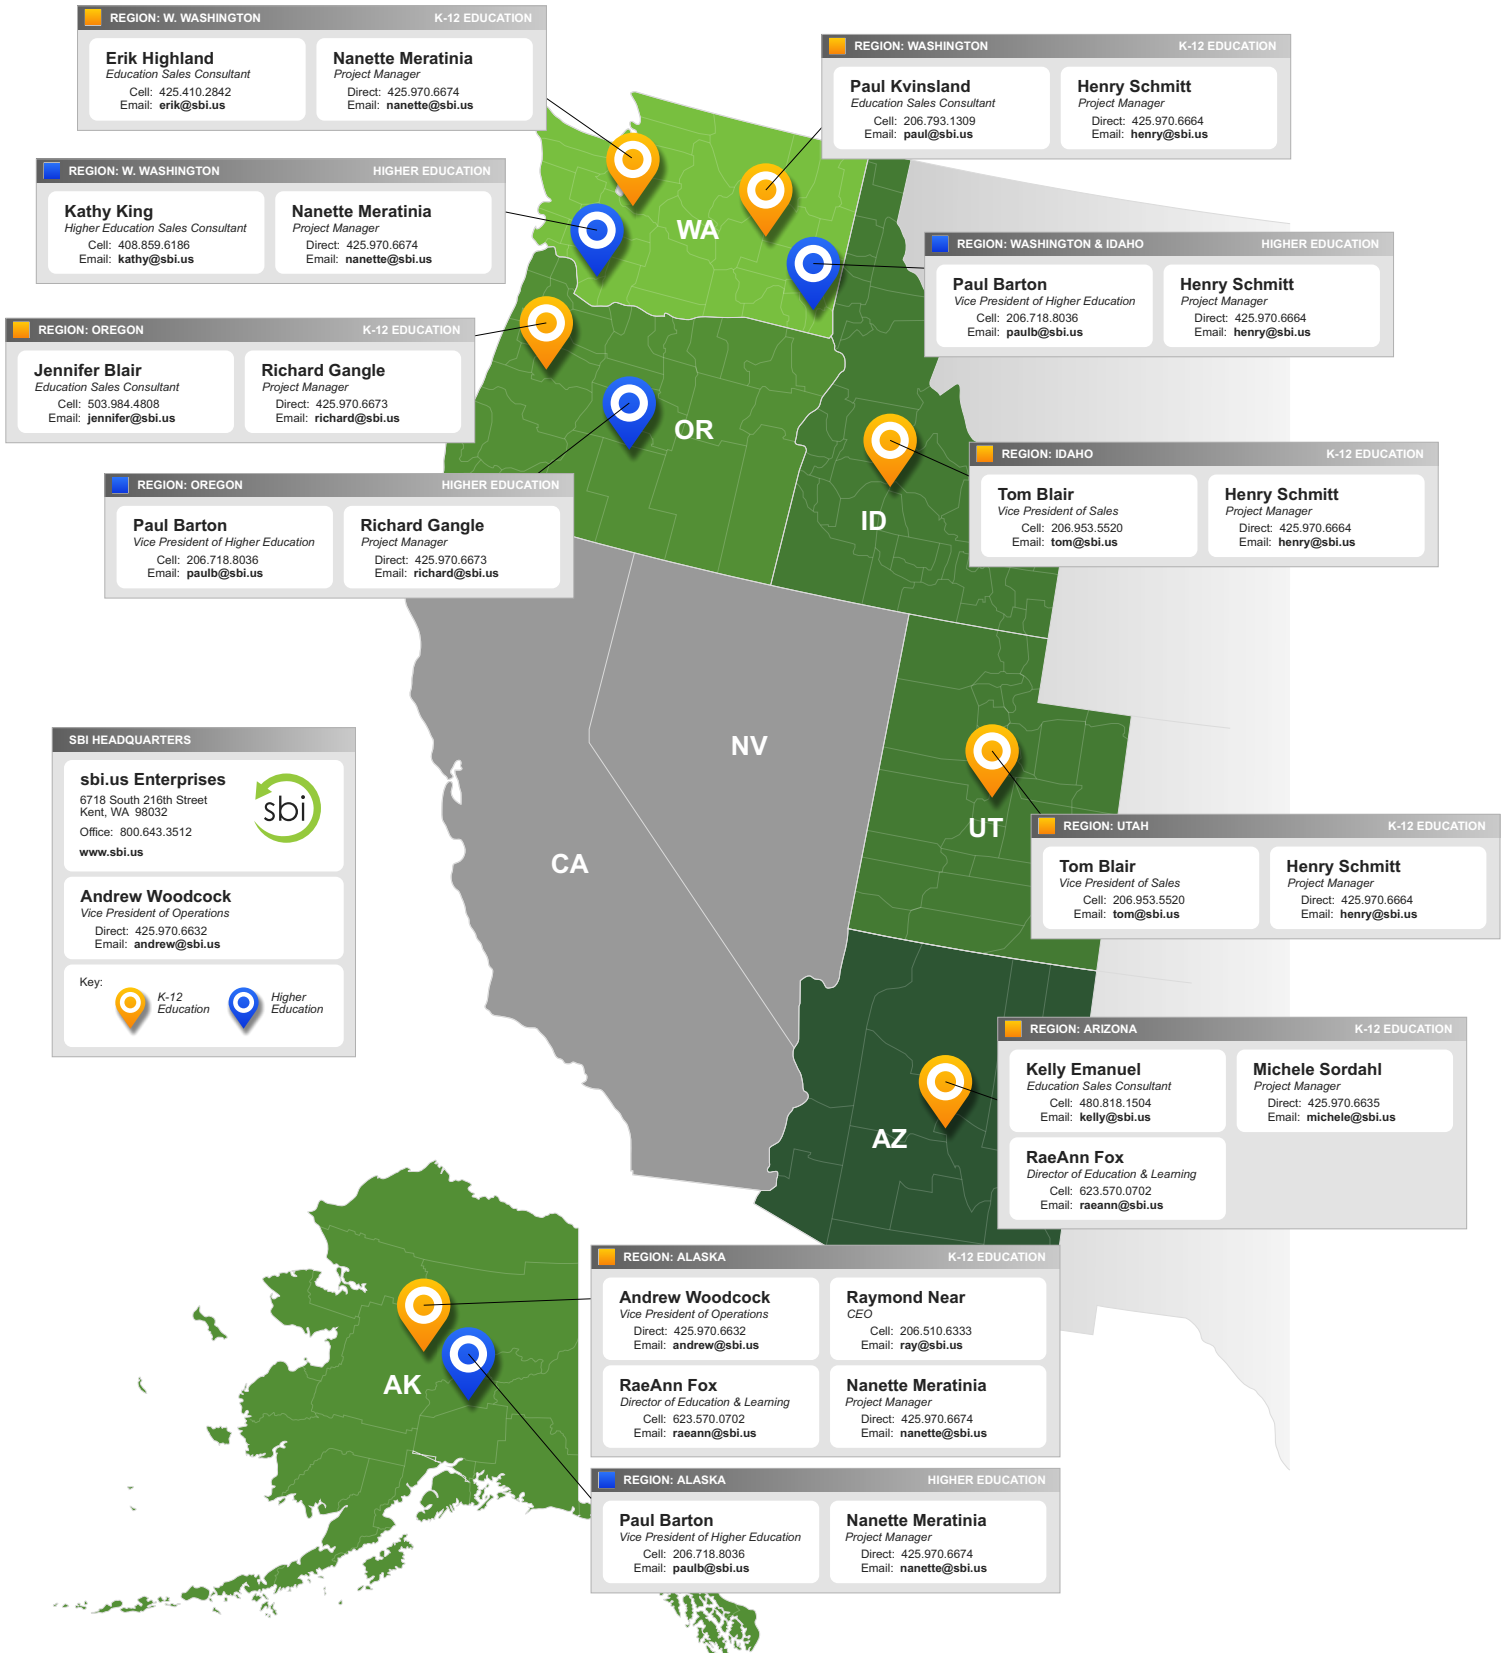 REGION: W. WASHINGTON K-12 EDUCATION
Erik Highland
Education Sales Consultant
Cell: 425.410.2842
Email: erik@sbi.us
Nanette Meratinia
Project Manager
Direct: 425.970.6674
Email: nanette@sbi.us
REGION: WASHINGTON K-12 EDUCATION
Paul Kvinsland
Education Sales Consultant
Cell: 206.793.1309
Email: paul@sbi.us
Henry Schmitt
Project Manager
Direct: 425.970.6664
Email: henry@sbi.us
REGION: W. WASHINGTON HIGHER EDUCATION
Kathy King
Higher Education Sales Consultant
Cell: 408.859.6186
Email: kathy@sbi.us
Nanette Meratinia
Project Manager
Direct: 425.970.6674
Email: nanette@sbi.us
WA
REGION: WASHINGTON & IDAHO HIGHER EDUCATION
Paul Barton
Vice President of Higher Education
Cell: 206.718.8036
Email: paulb@sbi.us
Henry Schmitt
Project Manager
Direct: 425.970.6664
Email: henry@sbi.us
REGION: OREGON K-12 EDUCATION
Jennifer Blair
Education Sales Consultant
Cell: 503.984.4808
Email: jennifer@sbi.us
Richard Gangle
Project Manager
Direct: 425.970.6673
Email: richard@sbi.us
OR
REGION: OREGON HIGHER EDUCATION
Paul Barton
Vice President of Higher Education
Cell: 206.718.8036
Email: paulb@sbi.us
Richard Gangle
Project Manager
Direct: 425.970.6673
Email: richard@sbi.us
ID
REGION: IDAHO K-12 EDUCATION
Tom Blair
Vice President of Sales
Cell: 206.953.5520
Email: tom@sbi.us
Henry Schmitt
Project Manager
Direct: 425.970.6664
Email: henry@sbi.us
NV
CA
UT
SBI HEADQUARTERS
sbi.us Enterprises
6718 South 216th Street
Kent, WA 98032
Office: 800.643.3512
www.sbi.us
sbi
Andrew Woodcock
Vice President of Operations
Direct: 425.970.6632
Email: andrew@sbi.us
Key:
K-12
Education
Higher
Education
REGION: UTAH K-12 EDUCATION
Tom Blair
Vice President of Sales
Cell: 206.953.5520
Email: tom@sbi.us
Henry Schmitt
Project Manager
Direct: 425.970.6664
Email: henry@sbi.us
AZ
REGION: ARIZONA K-12 EDUCATION
Kelly Emanuel
Education Sales Consultant
Cell: 480.818.1504
Email: kelly@sbi.us
Michele Sordahl
Project Manager
Direct: 425.970.6635
Email: michele@sbi.us
RaeAnn Fox
Director of Education & Learning
Cell: 623.570.0702
Email: raeann@sbi.us
AK
REGION: ALASKA K-12 EDUCATION
Andrew Woodcock
Vice President of Operations
Direct: 425.970.6632
Email: andrew@sbi.us
Raymond Near
CEO
Cell: 206.510.6333
Email: ray@sbi.us
RaeAnn Fox
Director of Education & Learning
Cell: 623.570.0702
Email: raeann@sbi.us
Nanette Meratinia
Project Manager
Direct: 425.970.6674
Email: nanette@sbi.us
REGION: ALASKA HIGHER EDUCATION
Paul Barton
Vice President of Higher Education
Cell: 206.718.8036
Email: paulb@sbi.us
Nanette Meratinia
Project Manager
Direct: 425.970.6674
Email: nanette@sbi.us